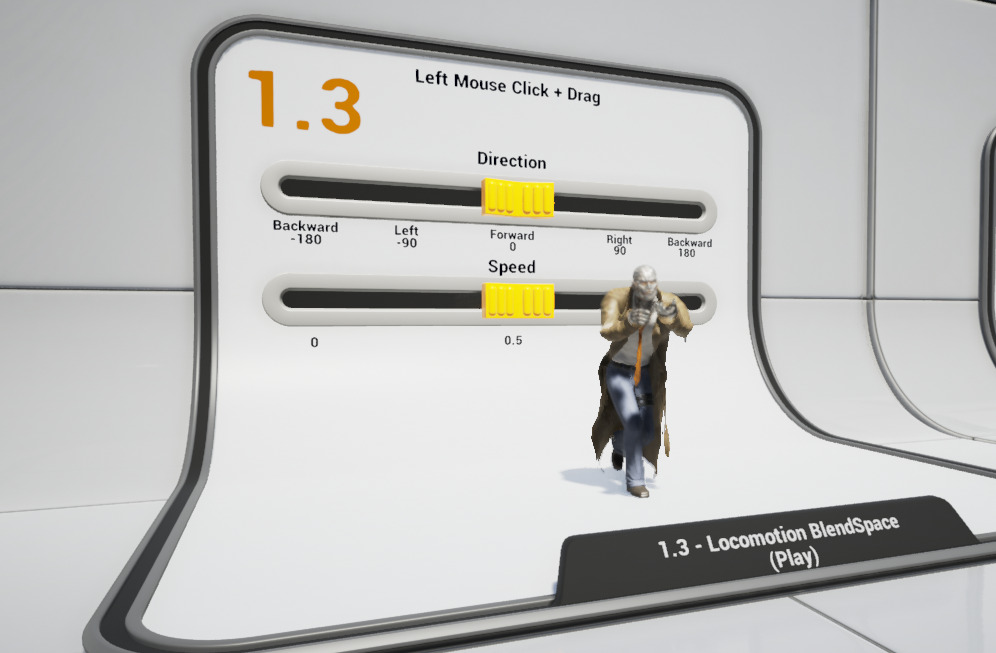 1.3
Left Mouse Click + Drag
Direction
Backward
-180
Left
-90
Forward
0
Right
90
Backward
180
Speed
0
0.5
1.3 - Locomotion BlendSpace
(Play)